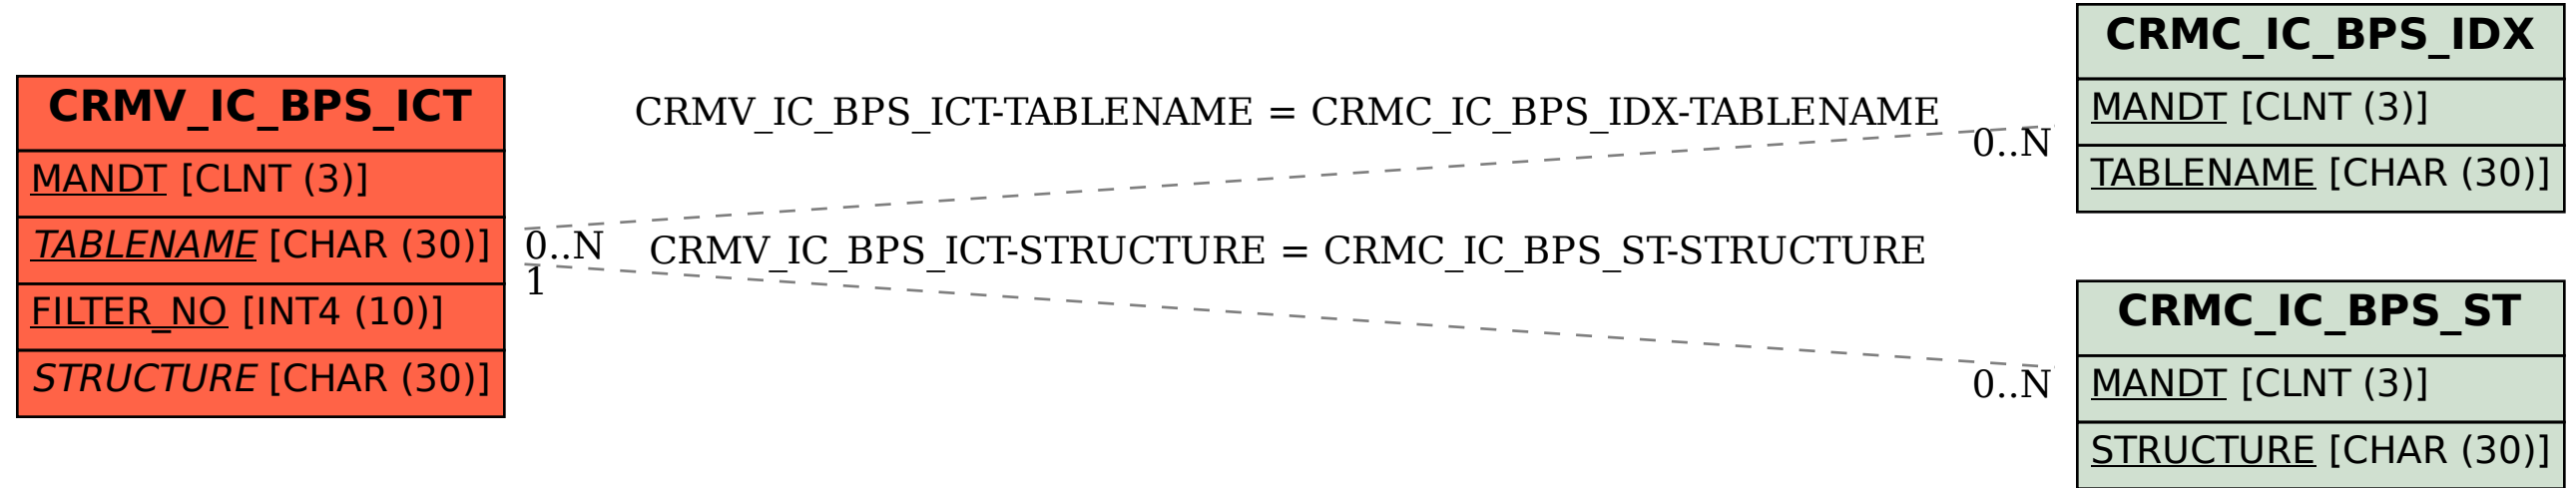 CRMV_IC_BPS_ICT
MANDT [CLNT (3)]
TABLENAME [CHAR (30)]
FILTER_NO [INT4 (10)]
STRUCTURE [CHAR (30)]
CRMV_IC_BPS_ICT-TABLENAME = CRMC_IC_BPS_IDX-TABLENAME
0..N
0..N
CRMV_IC_BPS_ICT-STRUCTURE = CRMC_IC_BPS_ST-STRUCTURE
1
0..N
CRMC_IC_BPS_IDX
MANDT [CLNT (3)]
TABLENAME [CHAR (30)]
CRMC_IC_BPS_ST
MANDT [CLNT (3)]
STRUCTURE [CHAR (30)]